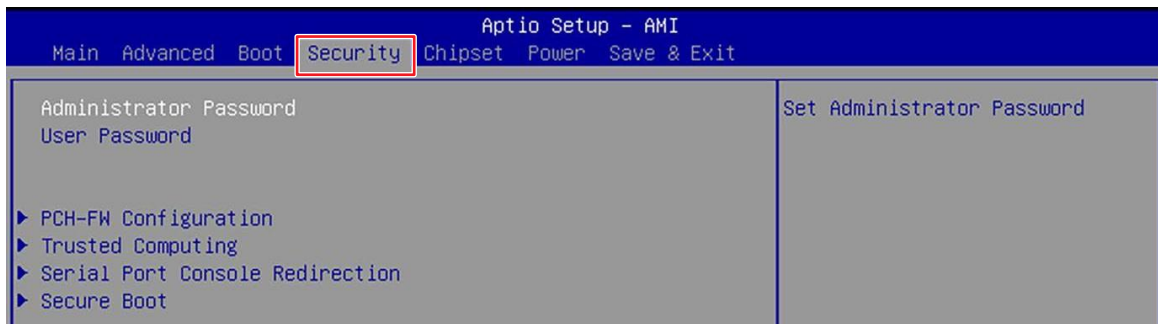 Aptio Setup – AMI
Main Advanced Boot Security Chipset Power Save & Exit
Administrator Password
Set Administrator Password
User Password
PCH-FW Configuration
Trusted Computing
Serial Port Console Redirection
Secure Boot